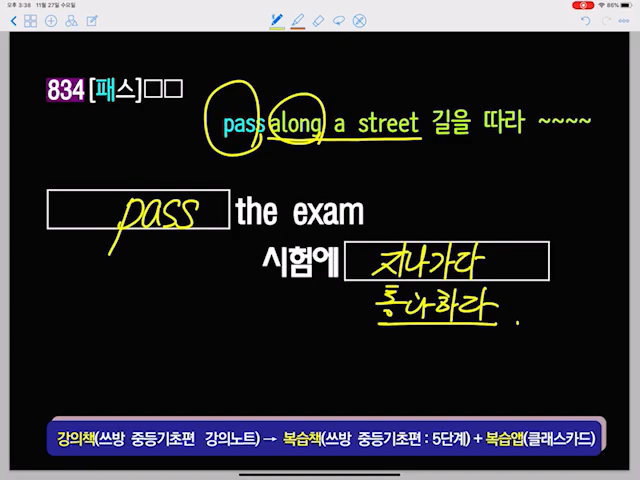 오후 3:38 11월 27일 수요일 86%
834 [패스]□□
pass along a street 길을 따라 ~~~~
pass the exam
시험에 지나가다
통과하다.
강의책(쓰방 중등기초편 강의노트)→ 복습책(쓰방 중등기초편 : 5단계) + 복습앱(클래스카드)